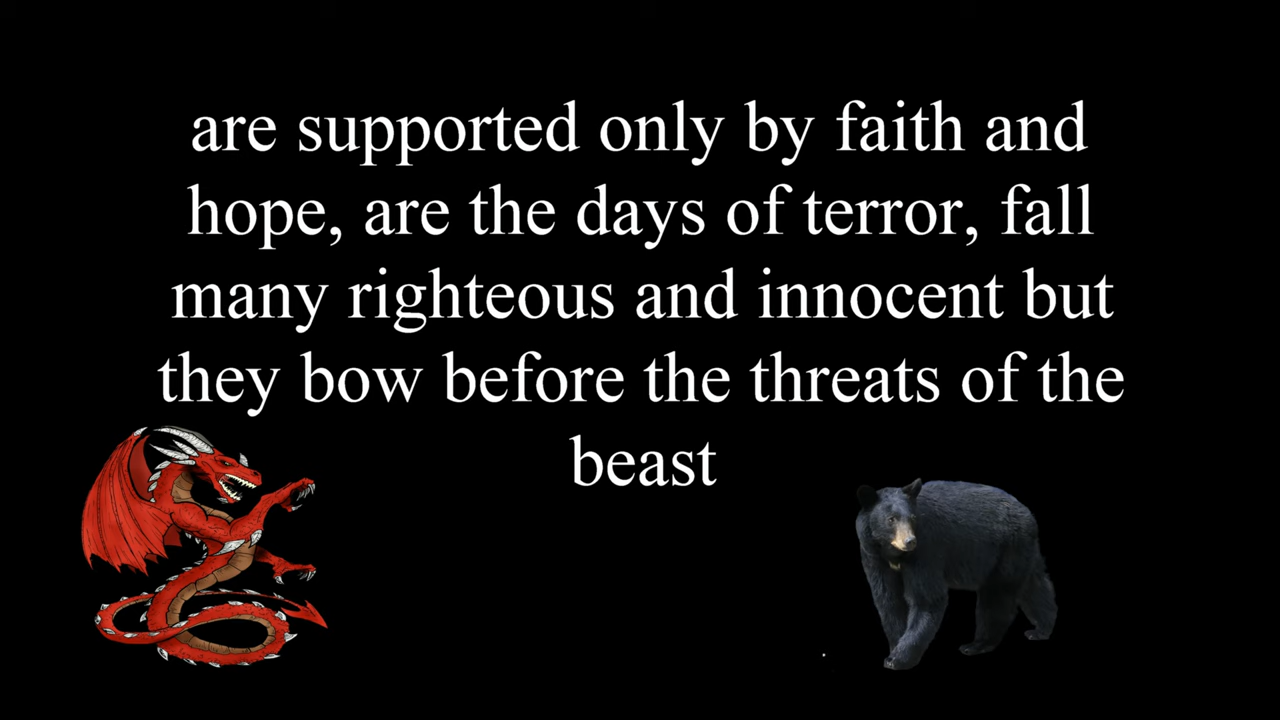 are supported only by faith and
hope, are the days of terror, fall
many righteous and innocent but
they bow before the threats of the
beast